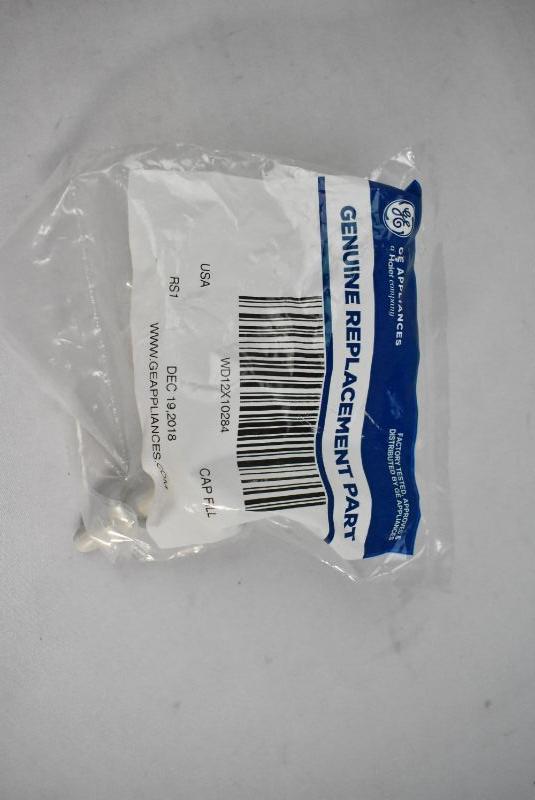 GE
GE APPLIANCES
a Haier company
FACTORY TESTED, APPROVED &
DISTRIBUTED BY GE APPLIANCES
GENUINE REPLACEMENT PART
WD12X10284
USA CAP FILL
RS1 DEC 19,2018
WWW.GEAPPLIANCES.COM